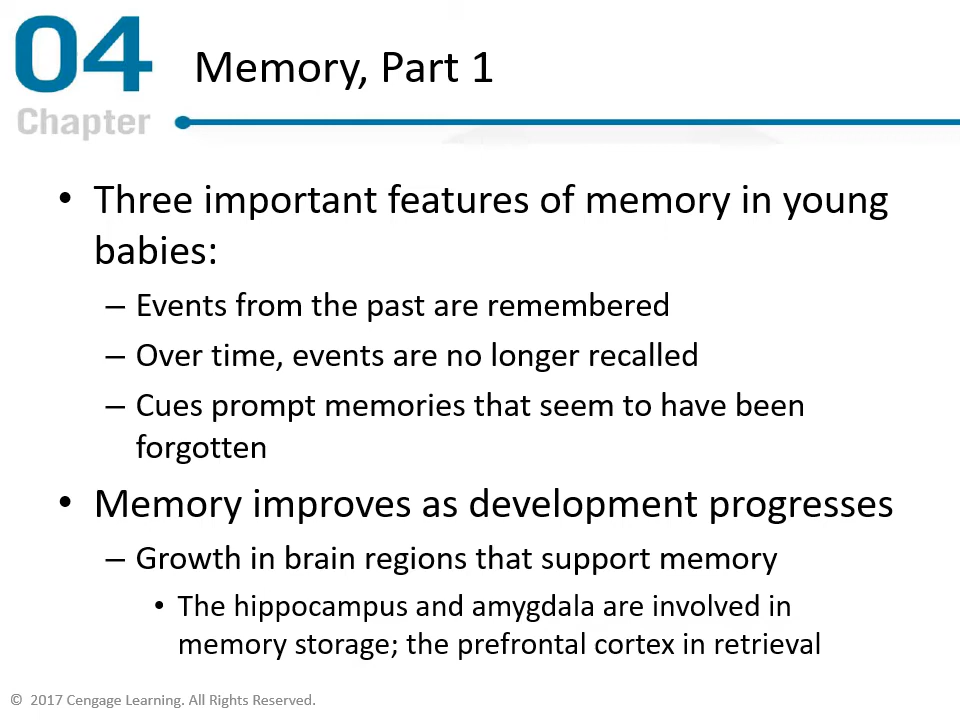 04
Chapter
Memory, Part 1
• Three important features of memory in young
babies:
– Events from the past are remembered
– Over time, events are no longer recalled
– Cues prompt memories that seem to have been
forgotten
• Memory improves as development progresses
– Growth in brain regions that support memory
• The hippocampus and amygdala are involved in
memory storage; the prefrontal cortex in retrieval
© 2017 Cengage Learning. All Rights Reserved.